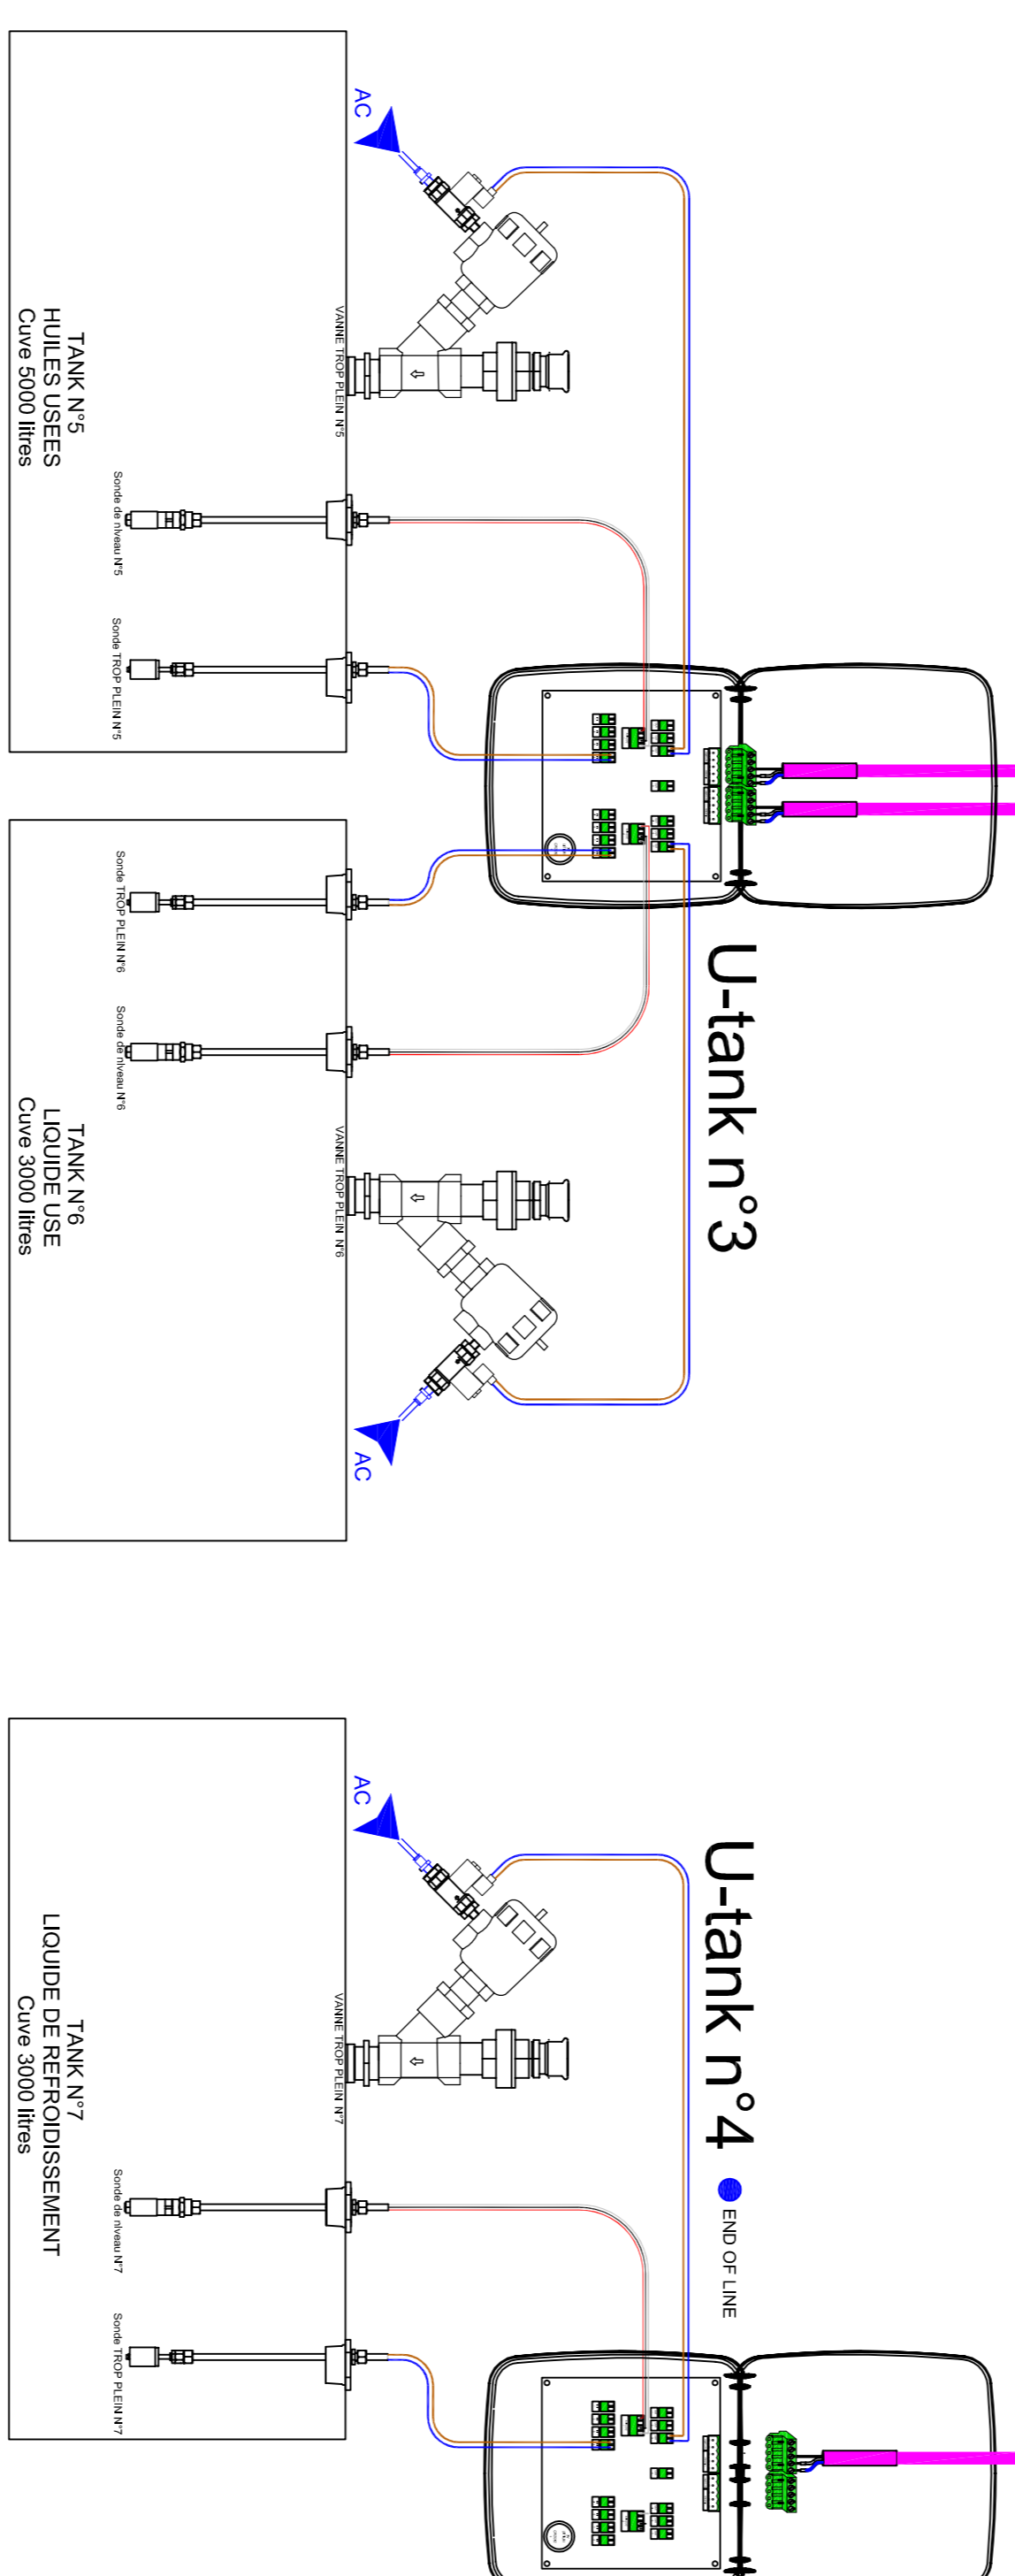 U-tank n°3
AC
VANNE TROP PLEIN N°5
Sonde de niveau N°5
Sonde TROP PLEIN N°5
TANK N°5
HUILES USEES
Cuve 5000 litres
Sonde TROP PLEIN N°6
Sonde de niveau N°6
VANNE TROP PLEIN N°6
AC
TANK N°6
LIQUIDE USE
Cuve 3000 litres
U-tank n°4
END OF LINE
AC
VANNE TROP PLEIN N°7
Sonde de niveau N°7
Sonde TROP PLEIN N°7
TANK N°7
LIQUIDE DE REFROIDISSEMENT
Cuve 3000 litres